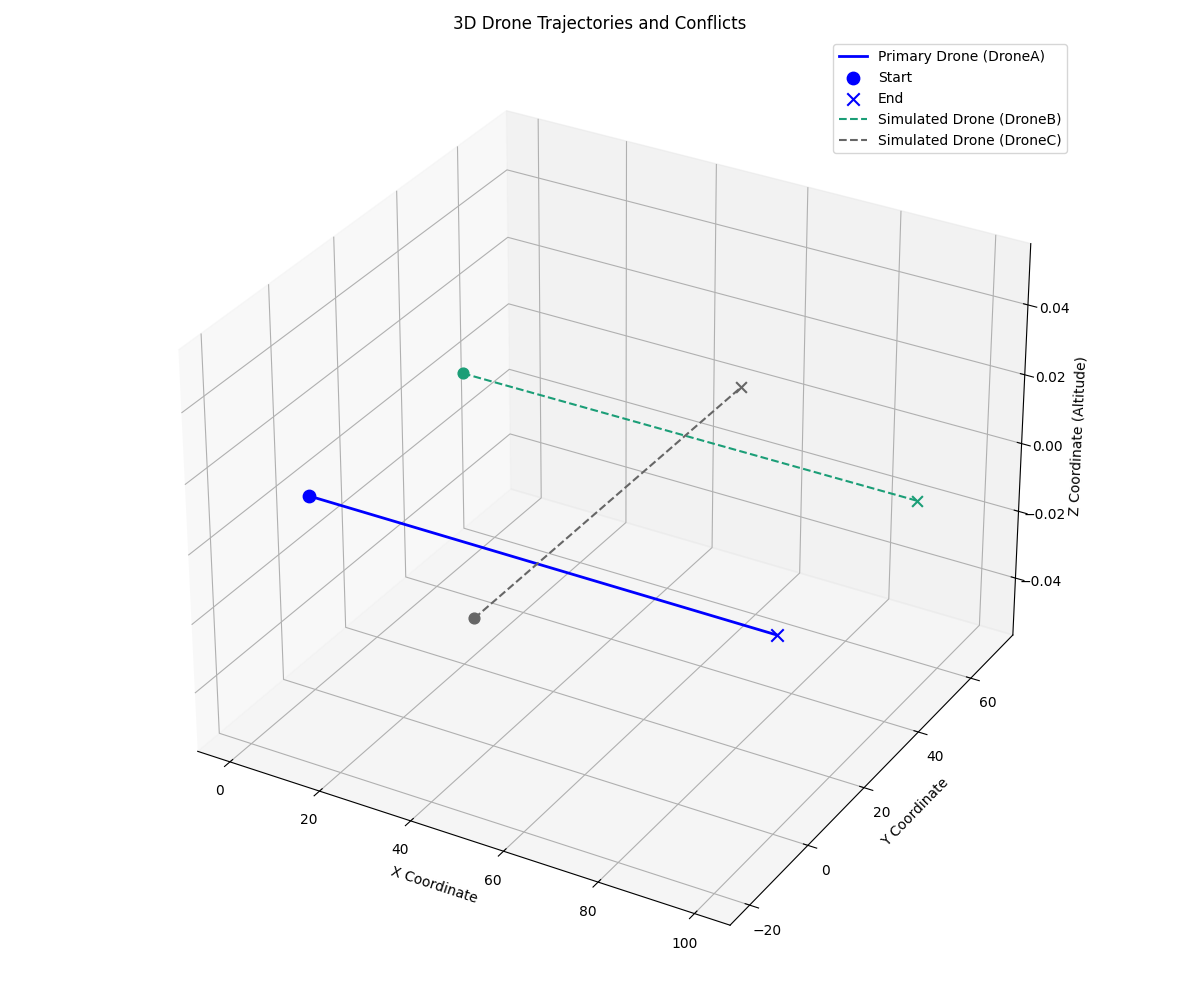 3D Drone Trajectories and Conflicts
Primary Drone (DroneA)
Start
End
Simulated Drone (DroneB)
Simulated Drone (DroneC)
0.04
0.02
0.00
−0.02
−0.04
Z Coordinate (Altitude)
60
40
20
0
−20
Y Coordinate
0
20
40
60
80
100
X Coordinate